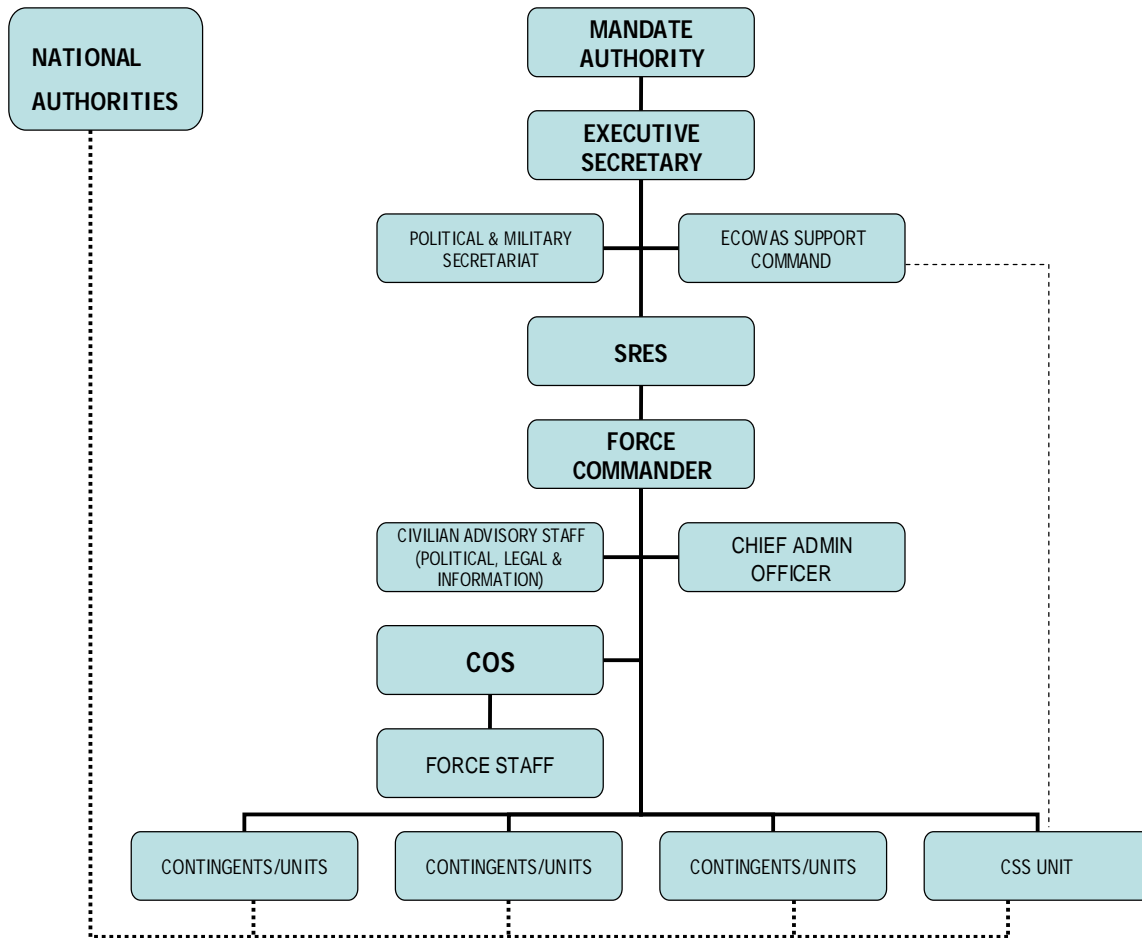 NATIONAL
AUTHORITIES
MANDATE
AUTHORITY
EXECUTIVE
SECRETARY
POLITICAL & MILITARY
SECRETARIAT
ECOWAS SUPPORT
COMMAND
SRES
FORCE
COMMANDER
CIVILIAN ADVISORY STAFF
(POLITICAL, LEGAL &
INFORMATION)
CHIEF ADMIN
OFFICER
COS
FORCE STAFF
CONTINGENTS/UNITS
CONTINGENTS/UNITS
CONTINGENTS/UNITS
CSS UNIT